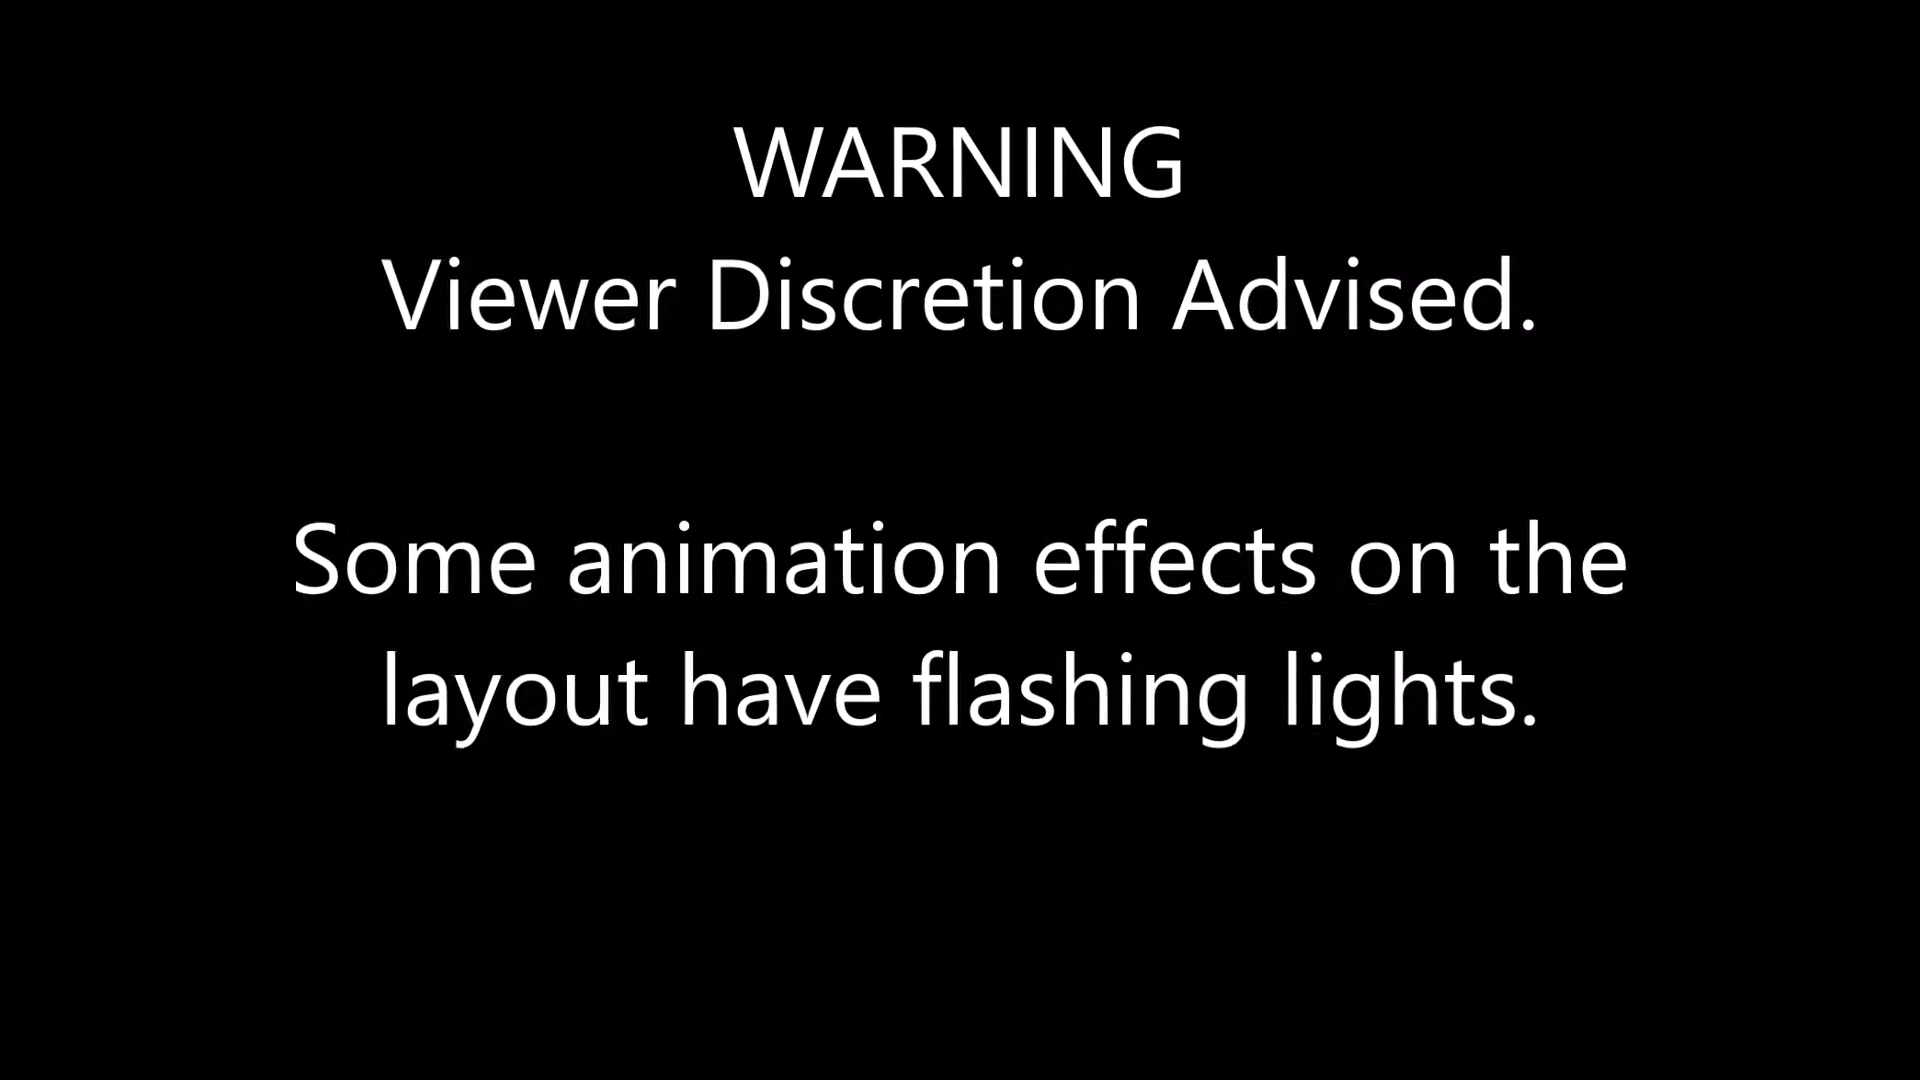 WARNING
Viewer Discretion Advised.
Some animation effects on the
layout have flashing lights.